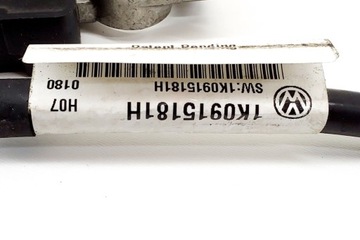 Patent Pending
1K0915181H
SW:1K0915181H
H07
0180